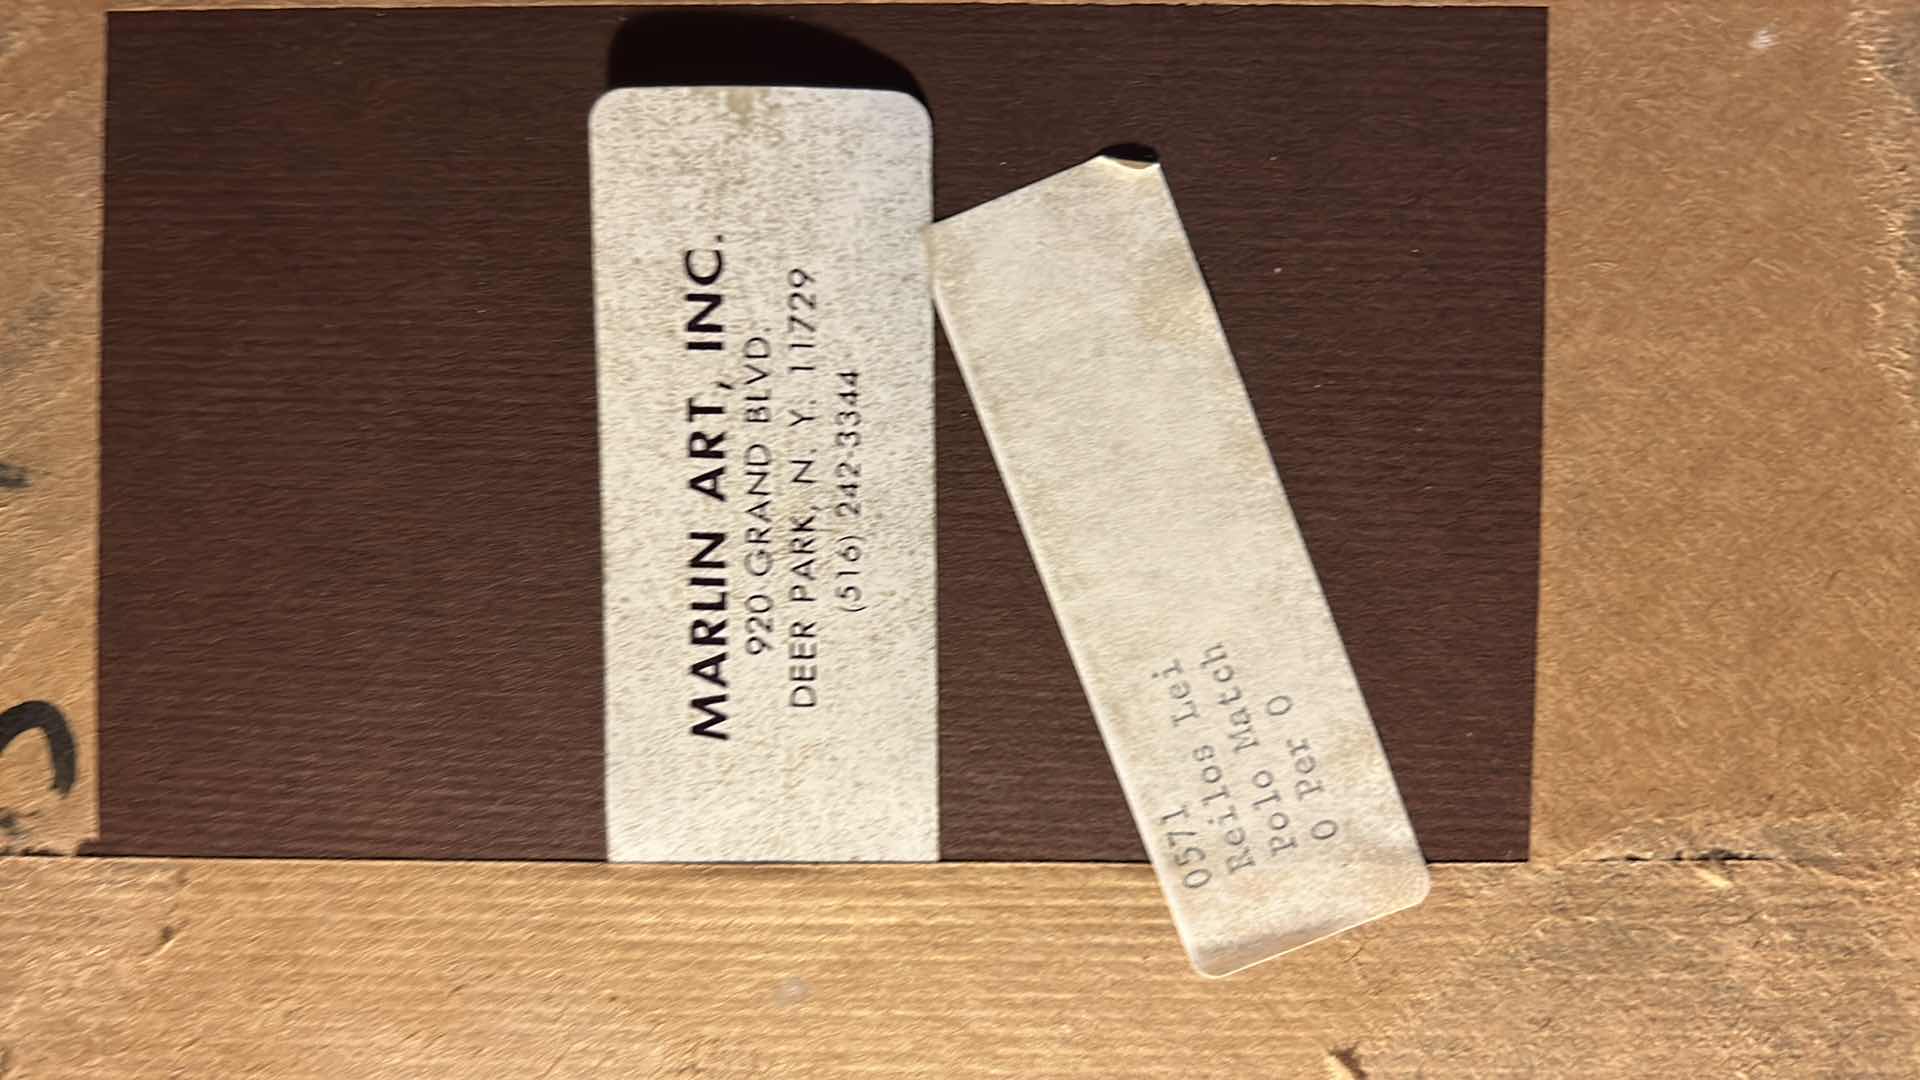 MARLIN ART, INC.
920 GRAND BLVD.
DEER PARK, N. Y. 11729
(516) 242-3344
0571 Lei
Reillos
Polo Match
0 Per 0